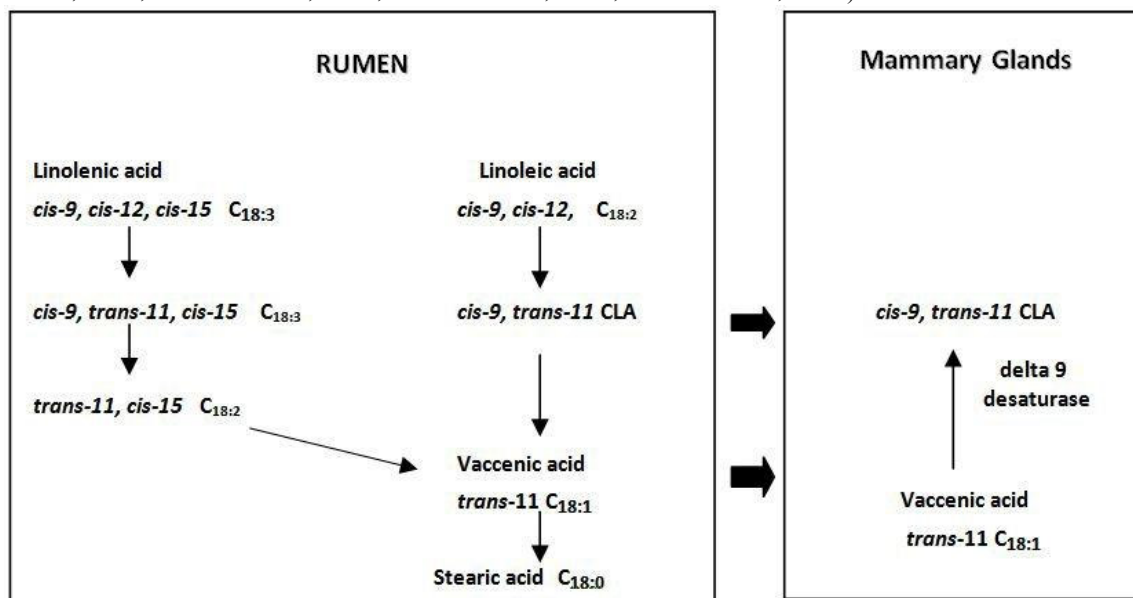 RUMEN
Linolenic acid
cis-9, cis-12, cis-15 C18:3
cis-9, trans-11, cis-15 C18:3
trans-11, cis-15 C18:2
Linoleic acid
cis-9, cis-12, C18:2
cis-9, trans-11 CLA
Vaccenic acid
trans-11 C18:1
Stearic acid C18:0
Mammary Glands
cis-9, trans-11 CLA
delta 9
desaturase
Vaccenic acid
trans-11 C18:1